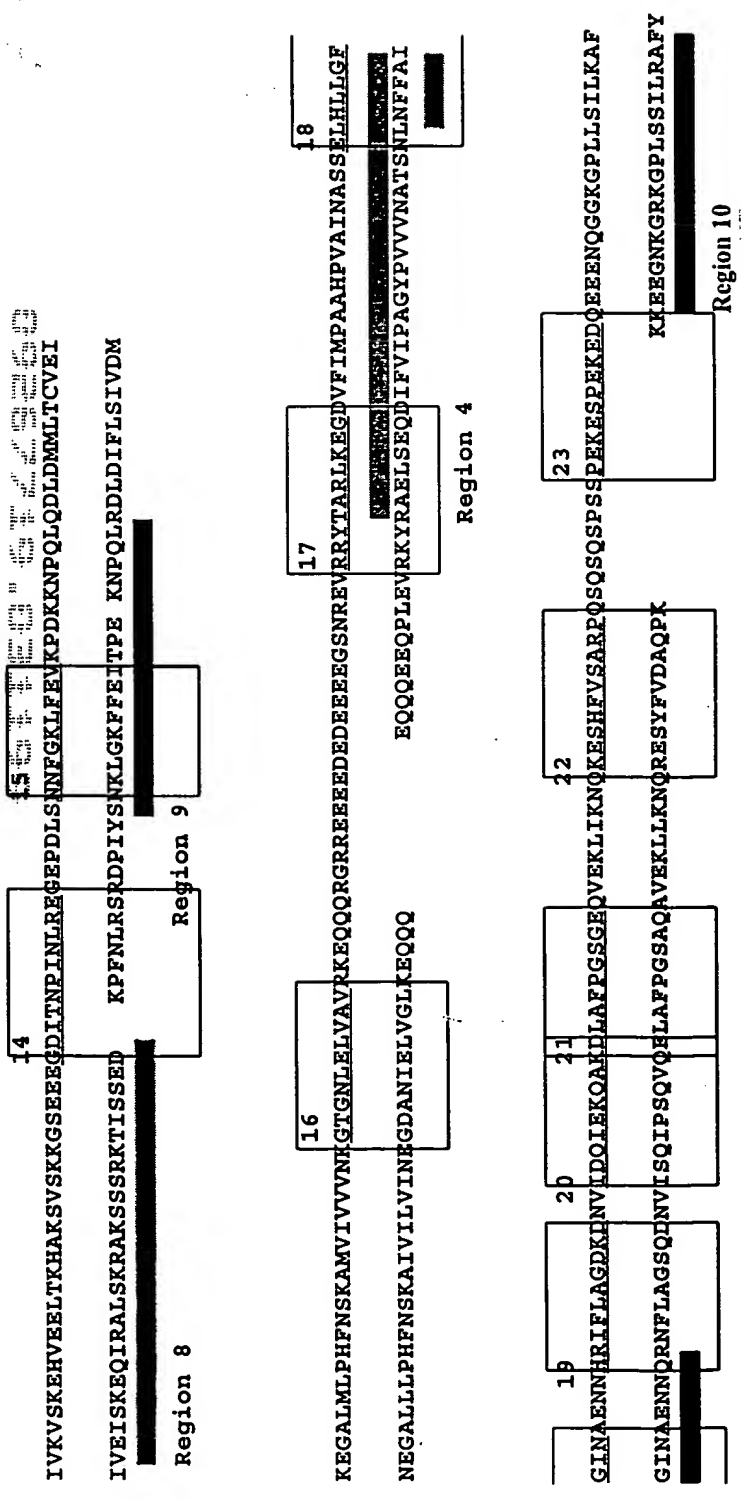 14 15
IVKVSKEHVEELTKHAKSVSKKGSEEEGDITNPINLREGEPDLSNNFGKLFEVKPDKKNPQLQDLDMMLTCVEI
IVEISKEQIRALSKRAKSSSRKTISSED KPFNLRSRDPIYSNKLGKFFEITPE KNPQLRDLDIFLSIVDM
Region 8 Region 9
16 17 18
KEGALMLPHFNSKAMVIVVVNKGTGNLELVAVRKEQQQRGRREEEEDEDEEEEGSNREVRRYTARLKEGDVFIMPAAHPVAINASSELHLLGF
NEGALLLPHFNSKAIVILVINEGDANIELVGLKEQQQ EQQQEEQPLEVRKYRAELSEQDIFVIPAGYPVVVNATSNLNFFAI
Region 4
19 20 21 22 23
GINAENNHRIFLAGDKDNVIDQIEKQAKDLAFPGSGEQVEKLIKNQKESHFVSARPQSQSQSPSSPEKESPEKEDQEEENQGGKGPLLSILKAF
GINAENNQRNFLAGSQDNVISQIPSQVQELAFPGSAQAVEKLLKNQRESYFVDAQPK KKEEGNKGRKGPLSSILRAFY
Region 10